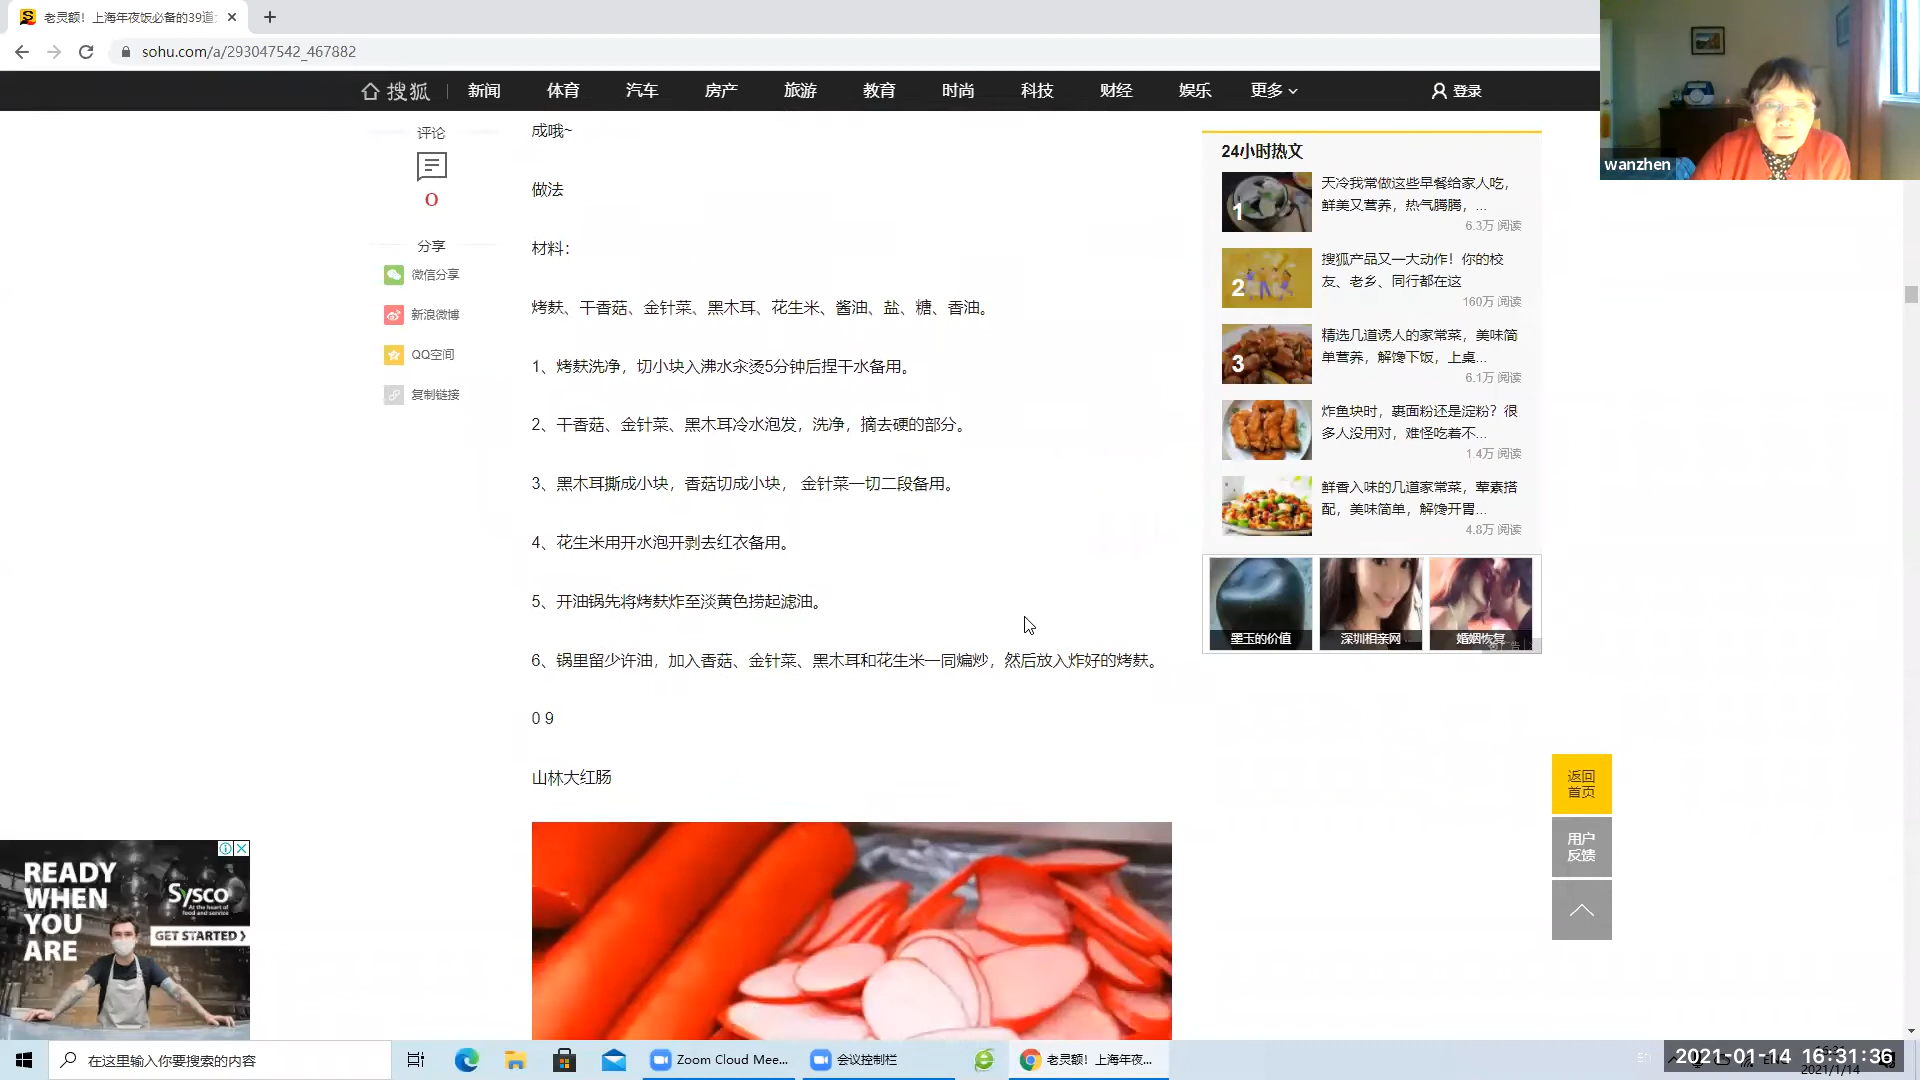 老灵额！上海年夜饭必备的39道
sohu.com/a/293047542_467882
搜狐
新闻
体育
汽车
房产
旅游
教育
时尚
科技
财经
娱乐
更多
登录
wanzhen
评论
0
分享
微信分享
新浪微博
QQ空间
复制链接
成哦~
做法
材料：
烤麸、干香菇、金针菜、黑木耳、花生米、酱油、盐、糖、香油。
1、烤麸洗净，切小块入沸水汆烫5分钟后捏干水备用。
2、干香菇、金针菜、黑木耳冷水泡发，洗净，摘去硬的部分。
3、黑木耳撕成小块，香菇切成小块， 金针菜一切二段备用。
4、花生米用开水泡开剥去红衣备用。
5、开油锅先将烤麸炸至淡黄色捞起滤油。
6、锅里留少许油，加入香菇、金针菜、黑木耳和花生米一同煸炒，然后放入炸好的烤麸。
0 9
山林大红肠
24小时热文
1
天冷我常做这些早餐给家人吃，
鲜美又营养，热气腾腾，...
6.3万 阅读
2
搜狐产品又一大动作！你的校
友、老乡、同行都在这
160万 阅读
3
精选几道诱人的家常菜，美味简
单营养，解馋下饭，上桌...
6.1万 阅读
炸鱼块时，裹面粉还是淀粉？很
多人没用对，难怪吃着不...
1.4万 阅读
鲜香入味的几道家常菜，荤素搭
配，美味简单，解馋开胃...
4.8万 阅读
墨玉的价值
深圳相亲网
婚姻恢复
返回
首页
用户
反馈
READY
WHEN
YOU
ARE
Sysco
At the heart of
food and service
GET STARTED
在这里输入你要搜索的内容
Zoom Cloud Mee...
会议控制栏
老灵额！上海年夜...
2021-01-14 16:31:36
2021/1/14